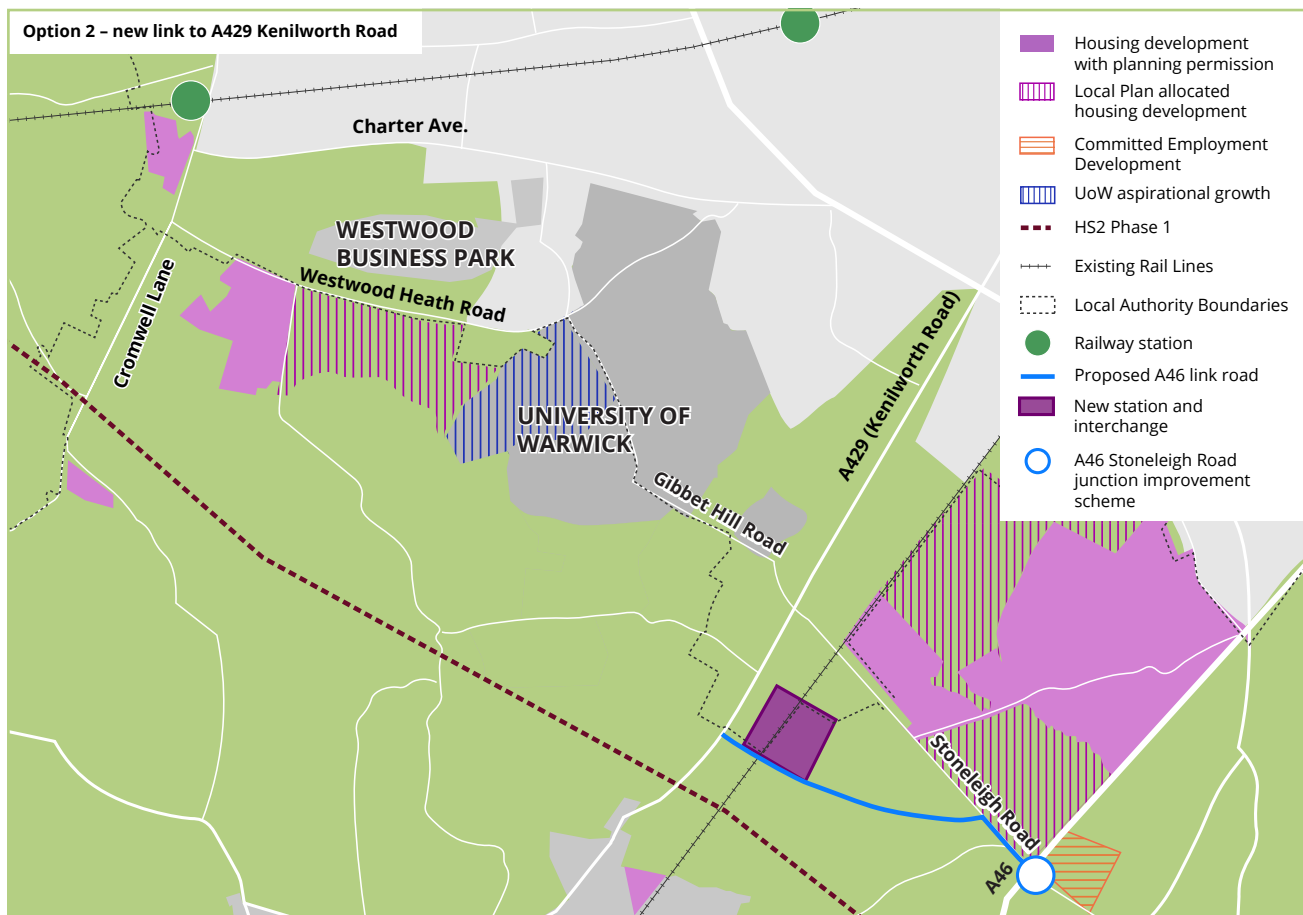 Option 2 – new link to A429 Kenilworth Road
Charter Ave.
WESTWOOD
BUSINESS PARK
Westwood Heath Road
Cromwell Lane
UNIVERSITY OF
WARWICK
Gibbet Hill Road
A429 (Kenilworth Road)
Stoneleigh Road
A46
Housing development
with planning permission
Local Plan allocated
housing development
Committed Employment
Development
UoW aspirational growth
HS2 Phase 1
Existing Rail Lines
Local Authority Boundaries
Railway station
Proposed A46 link road
New station and
interchange
A46 Stoneleigh Road
junction improvement
scheme